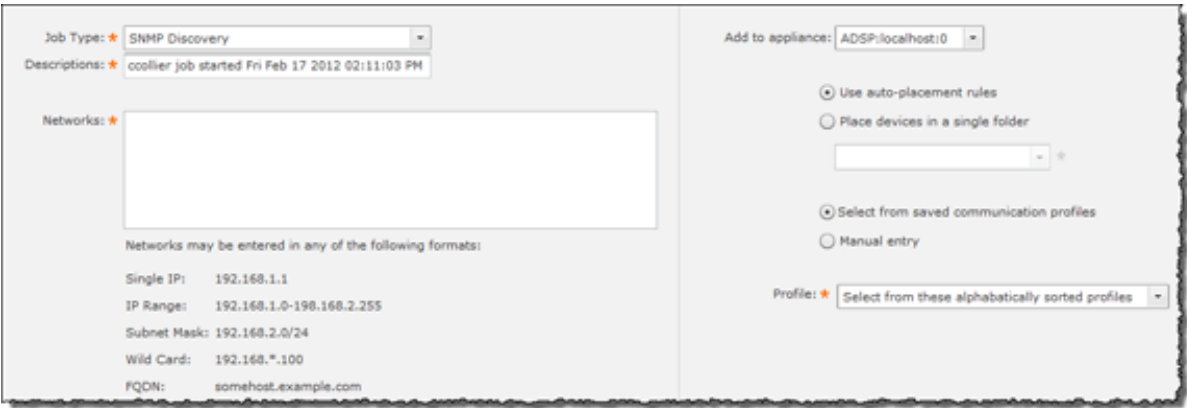 Job Type: * SNMP Discovery
Descriptions: * ccollier job started Fri Feb 17 2012 02:11:03 PM
Networks: *
Networks may be entered in any of the following formats:
Single IP: 192.168.1.1
IP Range: 192.168.1.0-198.168.2.255
Subnet Mask: 192.168.2.0/24
Wild Card: 192.168.*.100
FQDN: somehost.example.com
Add to appliance: ADSP:localhost:0
Use auto-placement rules
Place devices in a single folder
*
Select from saved communication profiles
Manual entry
Profile: * Select from these alphabatically sorted profiles